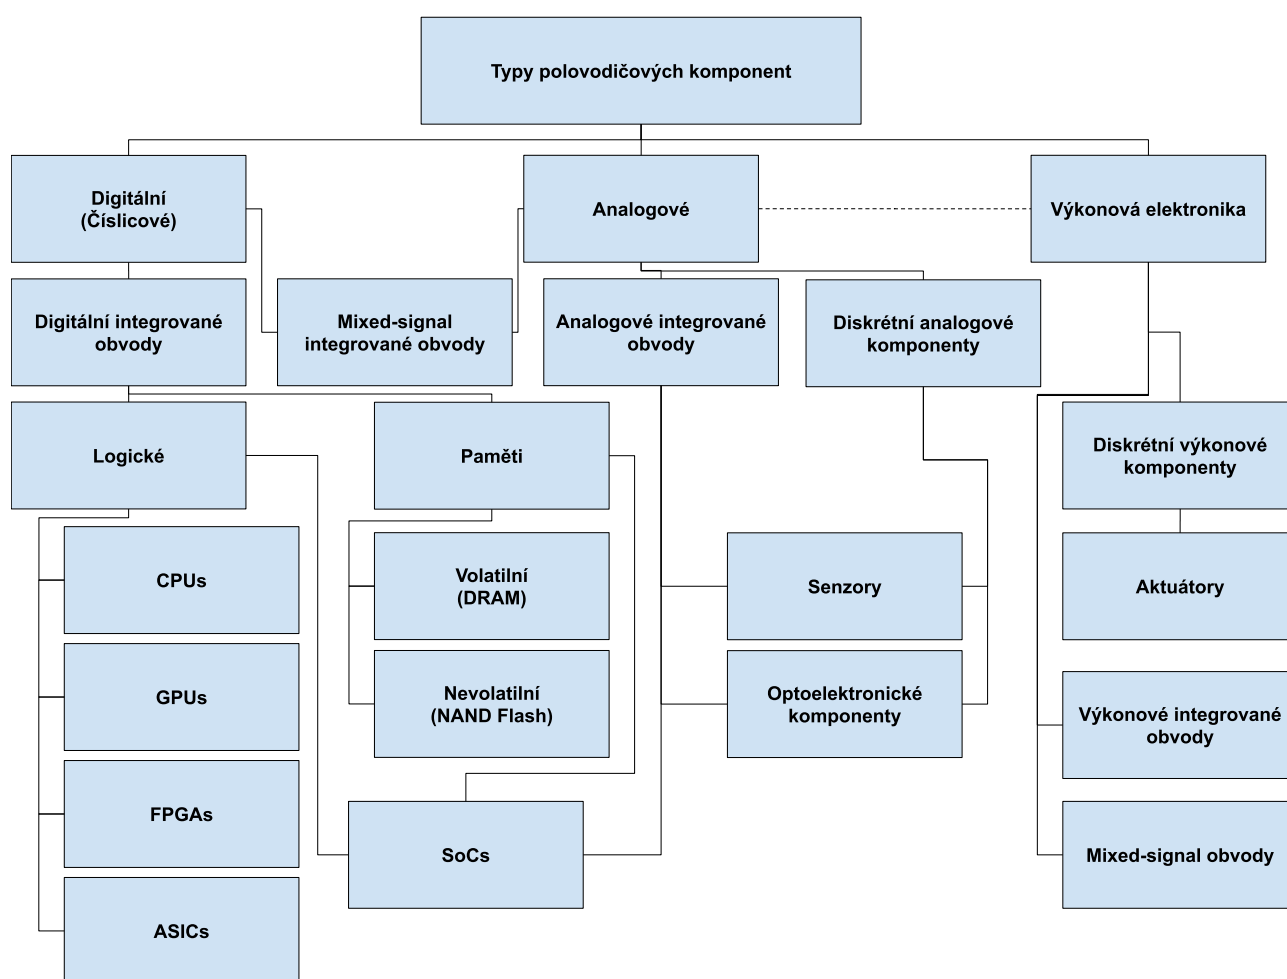 Typy polovodičových komponent
Digitální
(Číslicové)
Analogové
Výkonová elektronika
Digitální integrované
obvody
Mixed-signal
integrované obvody
Analogové integrované
obvody
Diskrétní analogové
komponenty
Logické
Paměti
Diskrétní výkonové
komponenty
CPUs
Volatilní
(DRAM)
Senzory
Aktuátory
GPUs
Nevolatilní
(NAND Flash)
Optoelektronické
komponenty
Výkonové integrované
obvody
FPGAs
SoCs
Mixed-signal obvody
ASICs